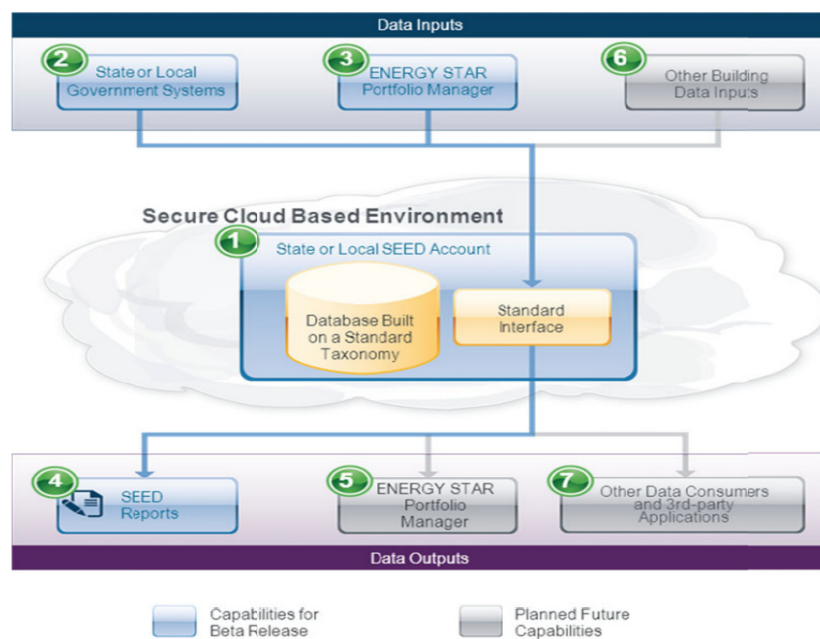 Data Inputs
2
State or Local
Government Systems
3
ENERGY STAR
Portfolio Manager
6
Other Building
Data Inputs
Secure Cloud Based Environment
1
State or Local SEED Account
Database Built
on a Standard
Taxonomy
Standard
Interface
4
SEED
Reports
5
ENERGY STAR
Portfolio
Manager
7
Other Data Consumers
and 3rd-party
Applications
Data Outputs
Capabilities for
Beta Release
Planned Future
Capabilities